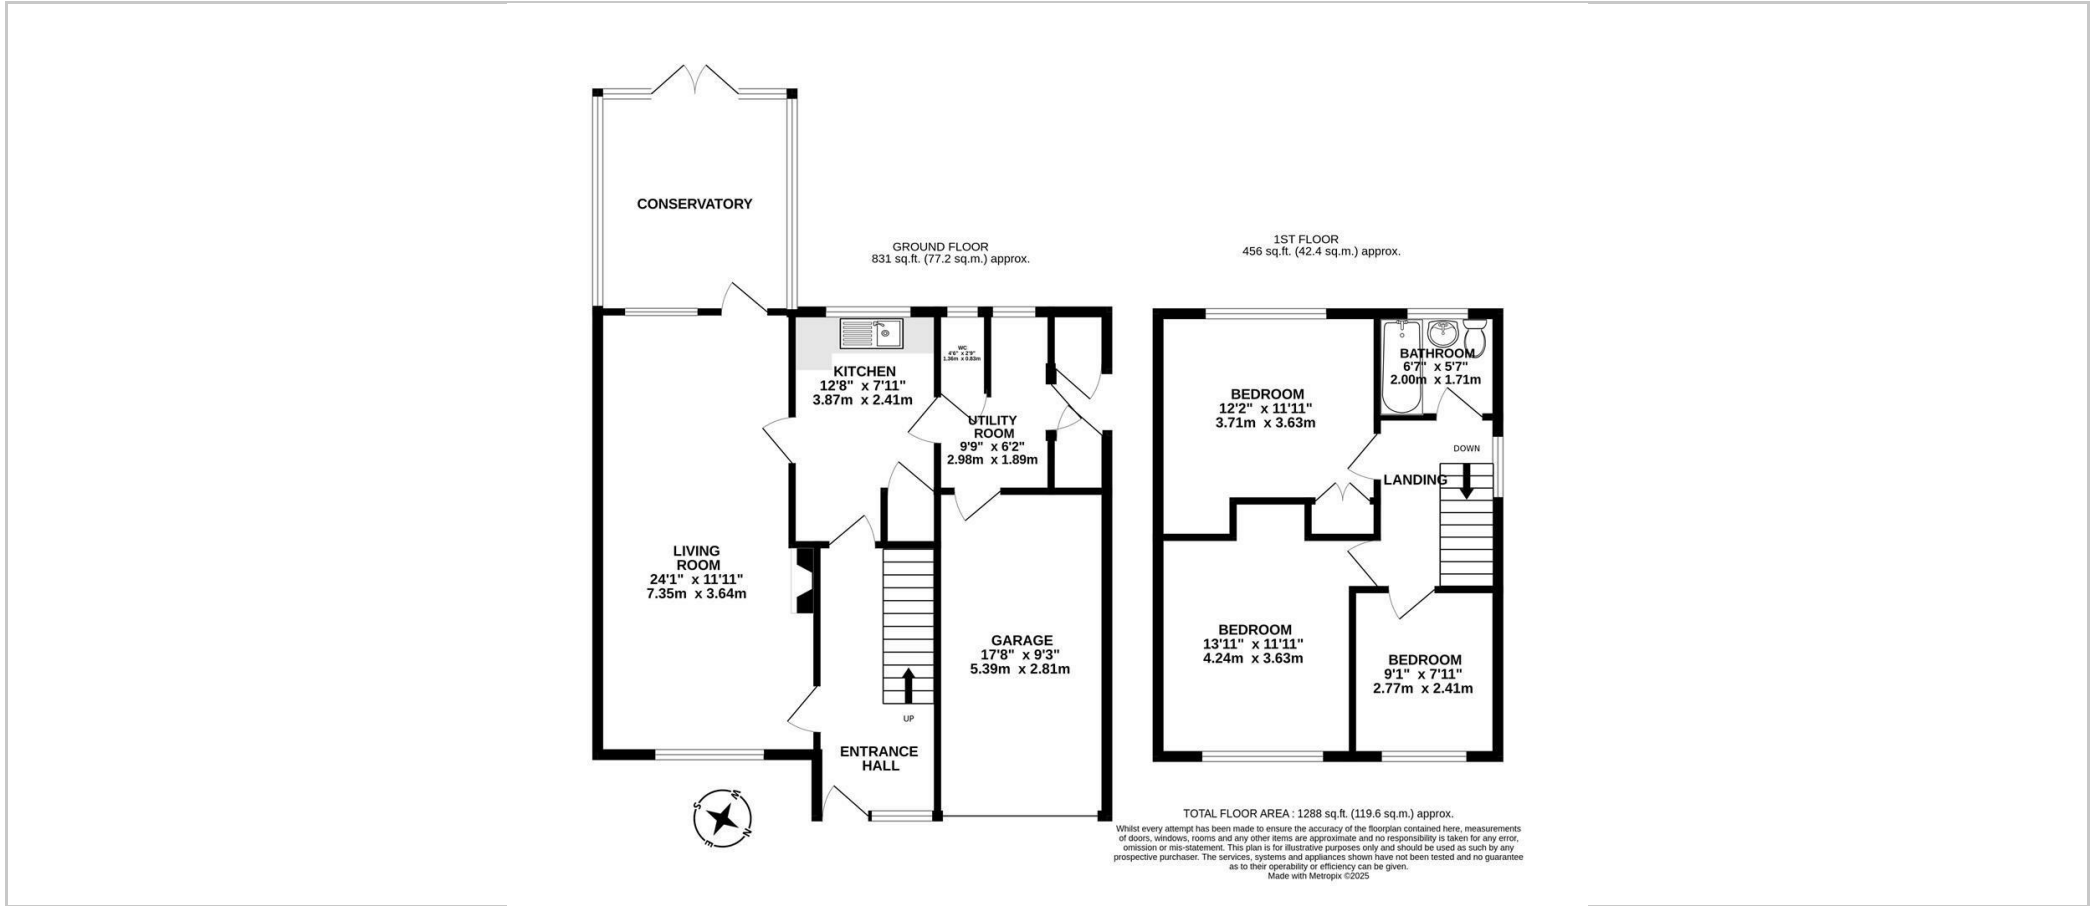 CONSERVATORY
GROUND FLOOR
831 sq.ft. (77.2 sq.m.) approx.
WC
4'6" x 2'9"
1.36m x 0.83m
KITCHEN
12'8" x 7'11"
3.87m x 2.41m
UTILITY
ROOM
9'9" x 6'2"
2.98m x 1.89m
LIVING
ROOM
24'1" x 11'11"
7.35m x 3.64m
GARAGE
17'8" x 9'3"
5.39m x 2.81m
UP
ENTRANCE
HALL
S
W
E
N
1ST FLOOR
456 sq.ft. (42.4 sq.m.) approx.
BATHROOM
6'7" x 5'7"
2.00m x 1.71m
BEDROOM
12'2" x 11'11"
3.71m x 3.63m
DOWN
LANDING
BEDROOM
13'11" x 11'11"
4.24m x 3.63m
BEDROOM
9'1" x 7'11"
2.77m x 2.41m
TOTAL FLOOR AREA : 1288 sq.ft. (119.6 sq.m.) approx.
Whilst every attempt has been made to ensure the accuracy of the floorplan contained here, measurements
of doors, windows, rooms and any other items are approximate and no responsibility is taken for any error,
omission or mis-statement. This plan is for illustrative purposes only and should be used as such by any
prospective purchaser. The services, systems and appliances shown have not been tested and no guarantee
as to their operability or efficiency can be given.
Made with Metropix ©2025